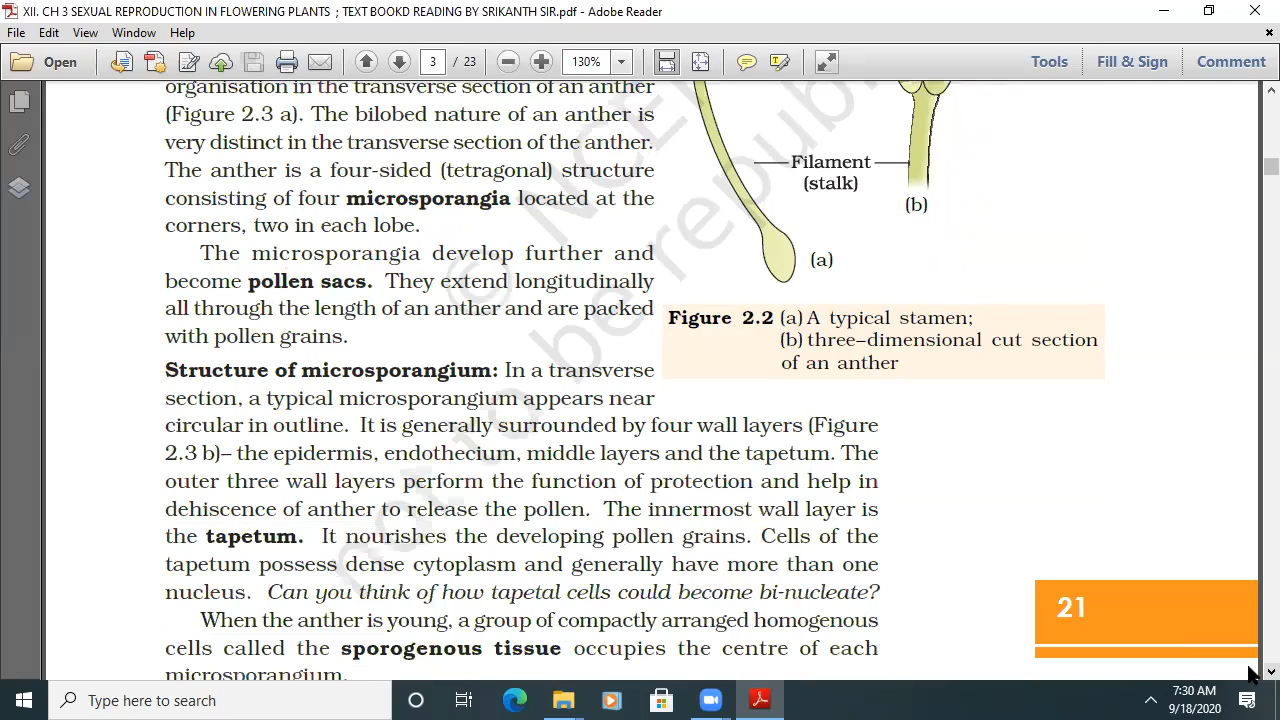 XII. CH 3 SEXUAL REPRODUCTION IN FLOWERING PLANTS ; TEXT BOOKD READING BY SRIKANTH SIR.pdf - Adobe Reader
File Edit View Window Help
Open 3 / 23 130% Tools Fill & Sign Comment
organisation in the transverse section of an anther
(Figure 2.3 a). The bilobed nature of an anther is
very distinct in the transverse section of the anther.
The anther is a four-sided (tetragonal) structure
consisting of four microsporangia located at the
corners, two in each lobe.
The microsporangia develop further and
become pollen sacs. They extend longitudinally
all through the length of an anther and are packed
with pollen grains.
Filament
(stalk)
(b)
(a)
Figure 2.2 (a) A typical stamen;
(b) three–dimensional cut section
of an anther
Structure of microsporangium: In a transverse
section, a typical microsporangium appears near
circular in outline. It is generally surrounded by four wall layers (Figure
2.3 b)– the epidermis, endothecium, middle layers and the tapetum. The
outer three wall layers perform the function of protection and help in
dehiscence of anther to release the pollen. The innermost wall layer is
the tapetum. It nourishes the developing pollen grains. Cells of the
tapetum possess dense cytoplasm and generally have more than one
nucleus. Can you think of how tapetal cells could become bi-nucleate?
When the anther is young, a group of compactly arranged homogenous
cells called the sporogenous tissue occupies the centre of each
microsporangium.
21
© NCERT
not to be republi
Type here to search
7:30 AM
9/18/2020